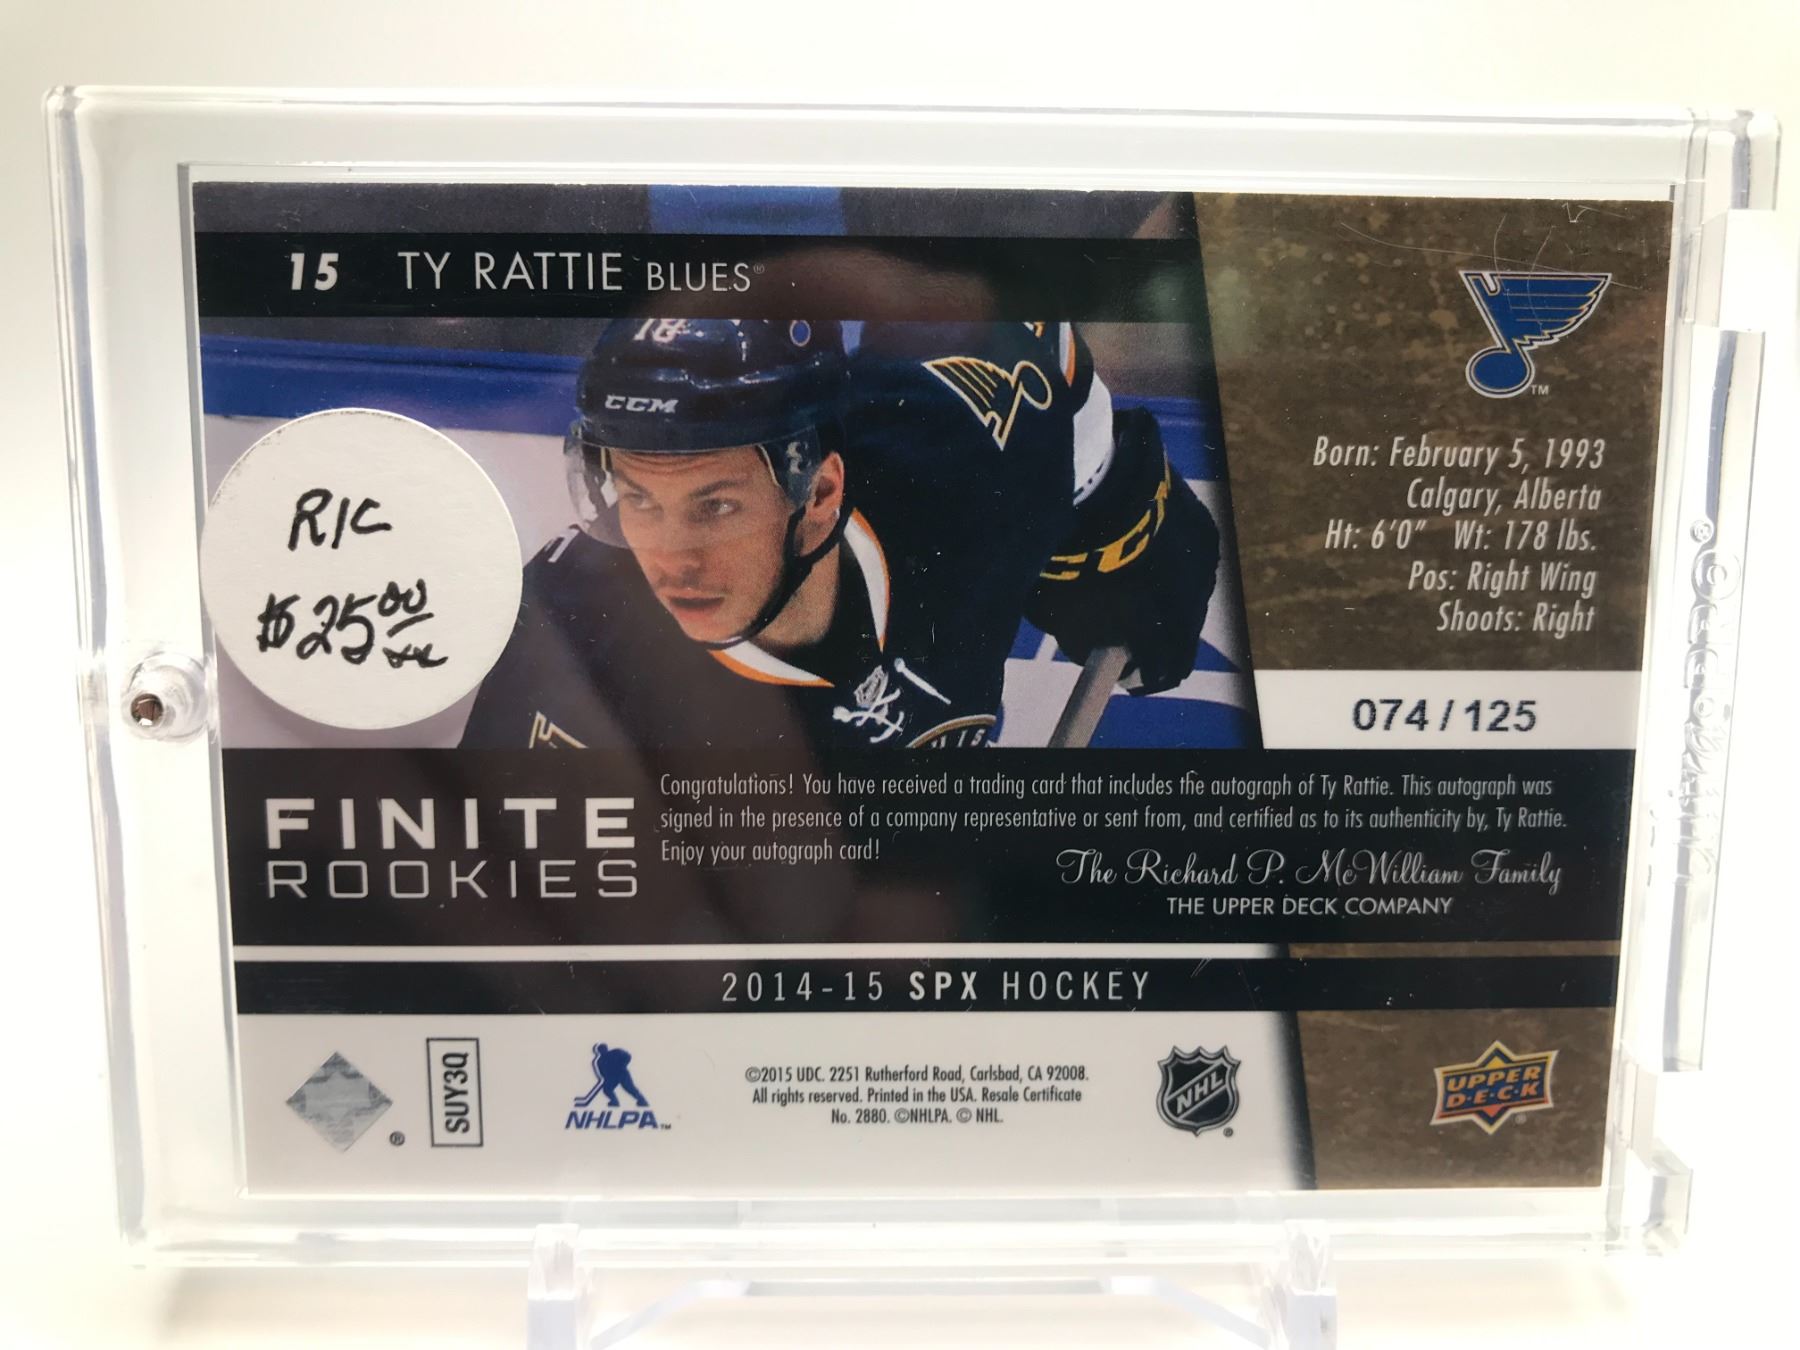 15 TY RATTIE BLUES®
18
CCM
CCM
TM
Born: February 5, 1993
Calgary, Alberta
Ht: 6'0" Wt: 178 lbs.
Pos: Right Wing
Shoots: Right
R/C
$25.00
074/125
FINITE
ROOKIES
Congratulations! You have received a trading card that includes the autograph of Ty Rattie. This autograph was
signed in the presence of a company representative or sent from, and certified as to its authenticity by, Ty Rattie.
Enjoy your autograph card!
The Richard P. McWilliam Family
THE UPPER DECK COMPANY
2014-15 SPX HOCKEY
®
SUY3Q
NHLPA™
©2015 UDC. 2251 Rutherford Road, Carlsbad, CA 92008.
All rights reserved. Printed in the USA. Resale Certificate
No. 2880. ©NHLPA. © NHL.
NHL®
UPPER
D·E·C·K®